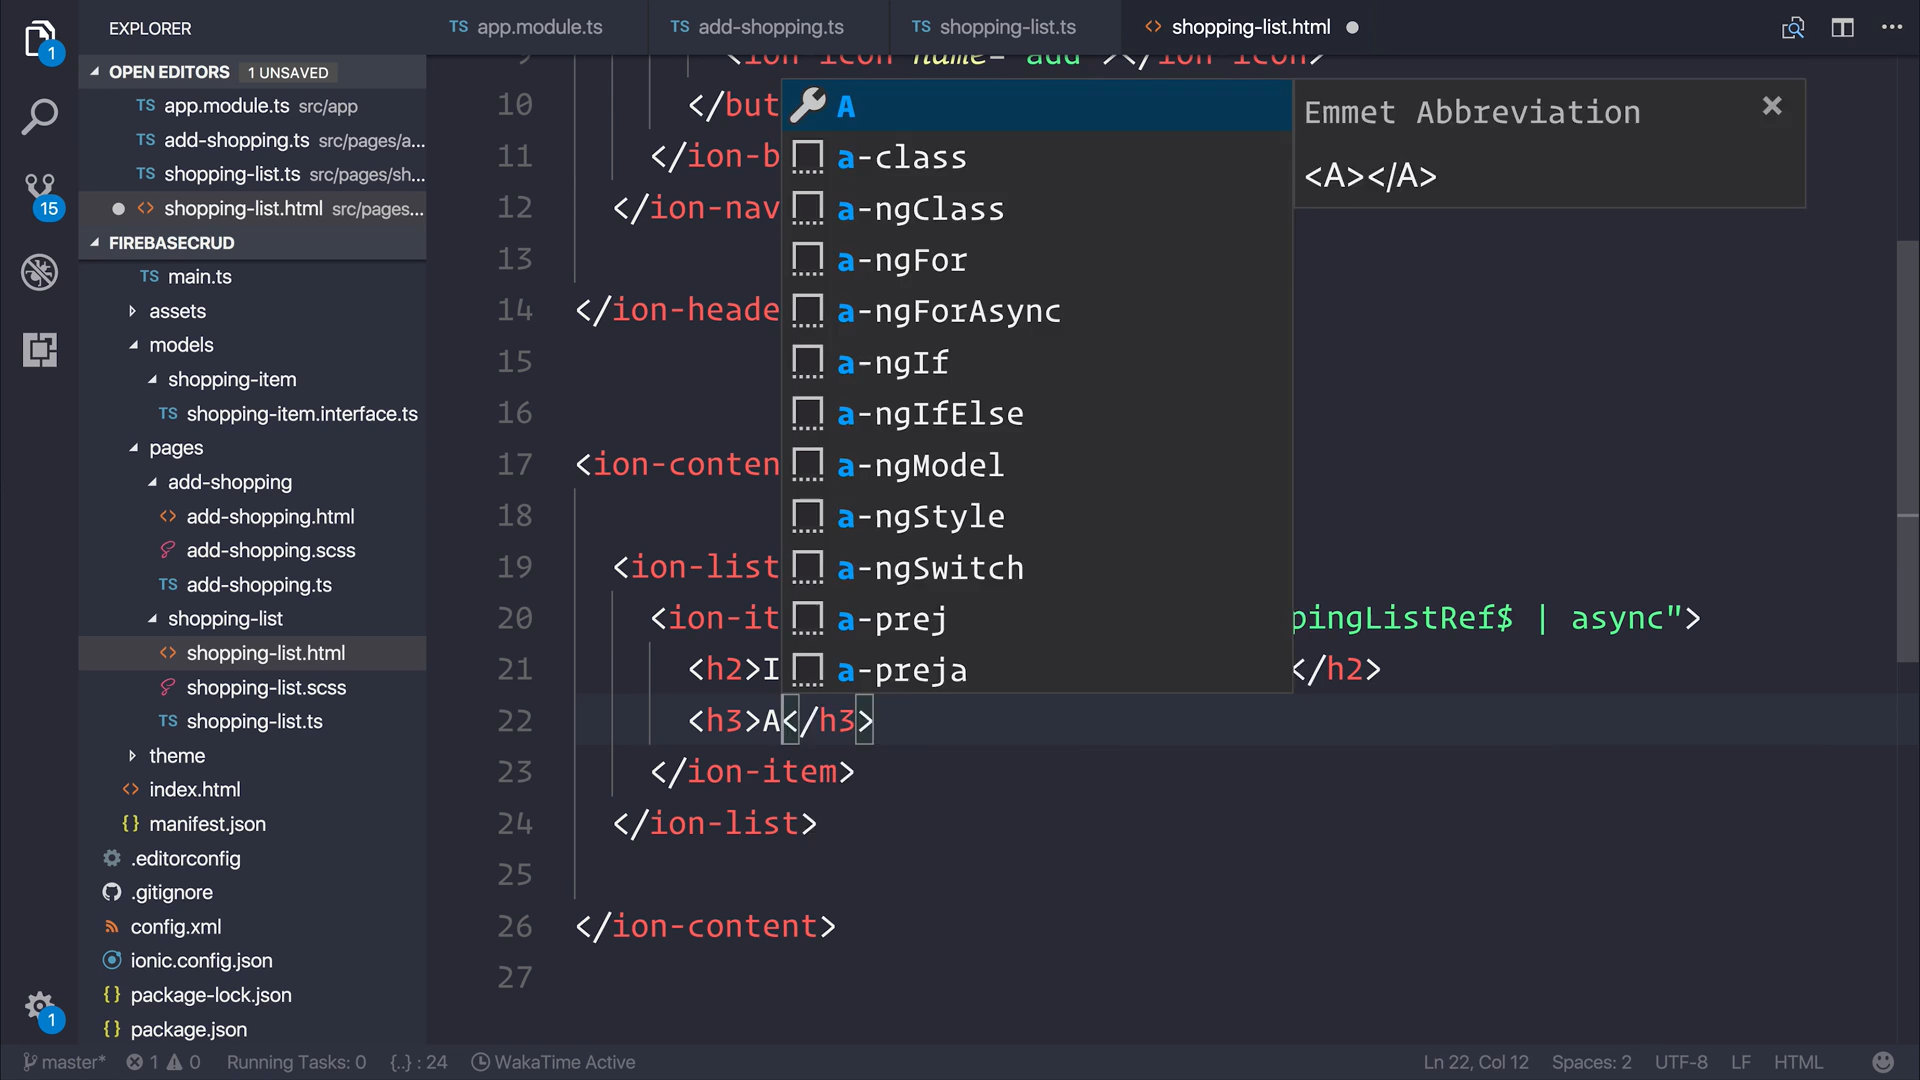 EXPLORER
TS app.module.ts
TS add-shopping.ts
TS shopping-list.ts
<> shopping-list.html
1
OPEN EDITORS 1 UNSAVED
TS app.module.ts src/app
TS add-shopping.ts src/pages/a...
TS shopping-list.ts src/pages/sh...
<> shopping-list.html src/pages...
15
FIREBASECRUD
TS main.ts
assets
models
shopping-item
TS shopping-item.interface.ts
pages
add-shopping
<> add-shopping.html
add-shopping.scss
TS add-shopping.ts
shopping-list
<> shopping-list.html
shopping-list.scss
TS shopping-list.ts
theme
<> index.html
{} manifest.json
.editorconfig
.gitignore
config.xml
ionic.config.json
{} package-lock.json
{} package.json
1
9 <ion-icon name="add"></ion-icon>
10 </but
11 </ion-b
12 </ion-nav
13
14 </ion-heade
15
16
17 <ion-conten
18
19 <ion-list
20 <ion-it pingListRef$ | async">
21 <h2>I </h2>
22 <h3>A</h3>
23 </ion-item>
24 </ion-list>
25
26 </ion-content>
27
A
a-class
a-ngClass
a-ngFor
a-ngForAsync
a-ngIf
a-ngIfElse
a-ngModel
a-ngStyle
a-ngSwitch
a-prej
a-preja
Emmet Abbreviation
<A></A>
master* 1 0 Running Tasks: 0 {..} : 24 WakaTime Active Ln 22, Col 12 Spaces: 2 UTF-8 LF HTML